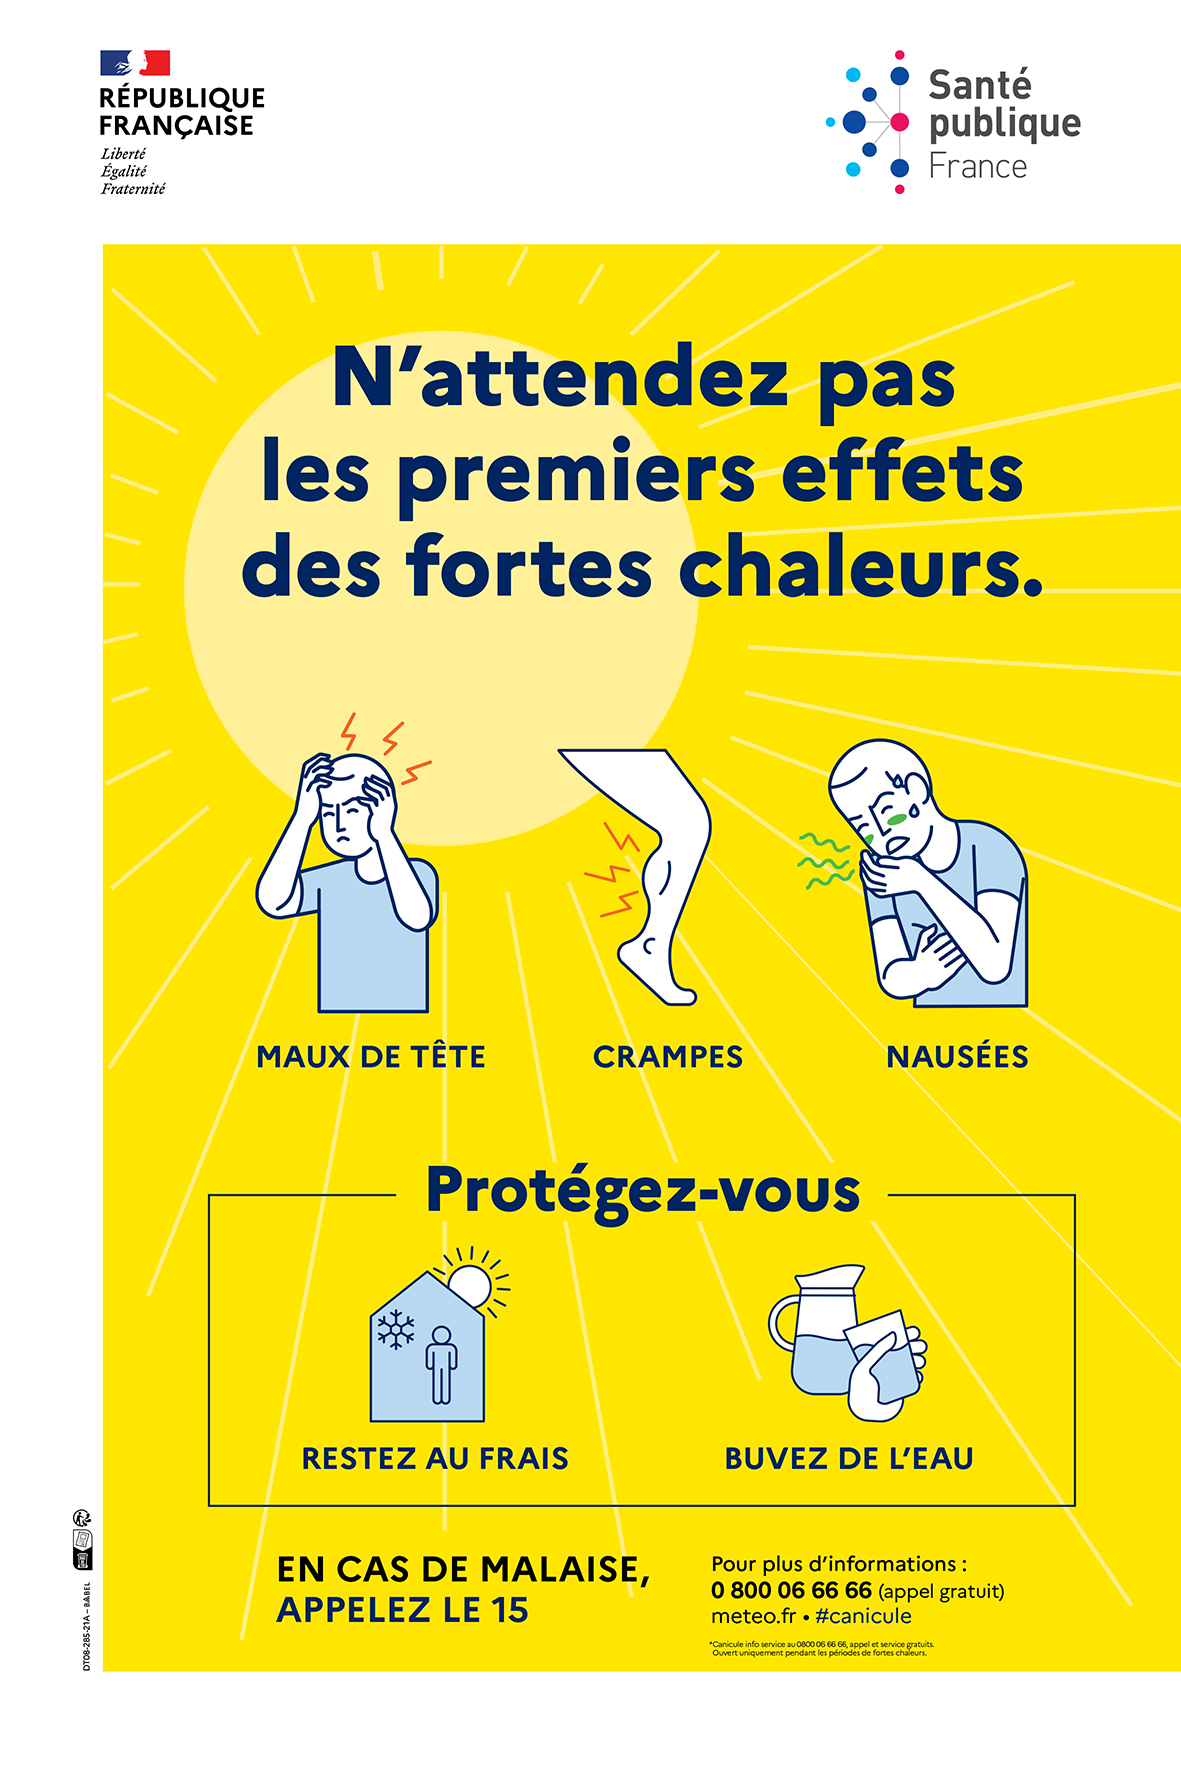 RÉPUBLIQUE
FRANÇAISE
Liberté
Égalité
Fraternité
Santé
publique
France
N’attendez pas
les premiers effets
des fortes chaleurs.
MAUX DE TÊTE
CRAMPES
NAUSÉES
Protégez-vous
RESTEZ AU FRAIS
BUVEZ DE L’EAU
EN CAS DE MALAISE,
APPELEZ LE 15
Pour plus d’informations :
0 800 06 66 66 (appel gratuit)
meteo.fr • #canicule
*Canicule info service au 0800 06 66 66, appel et service gratuits.
Ouvert uniquement pendant les périodes de fortes chaleurs.
DT08-285-21A – BABEL